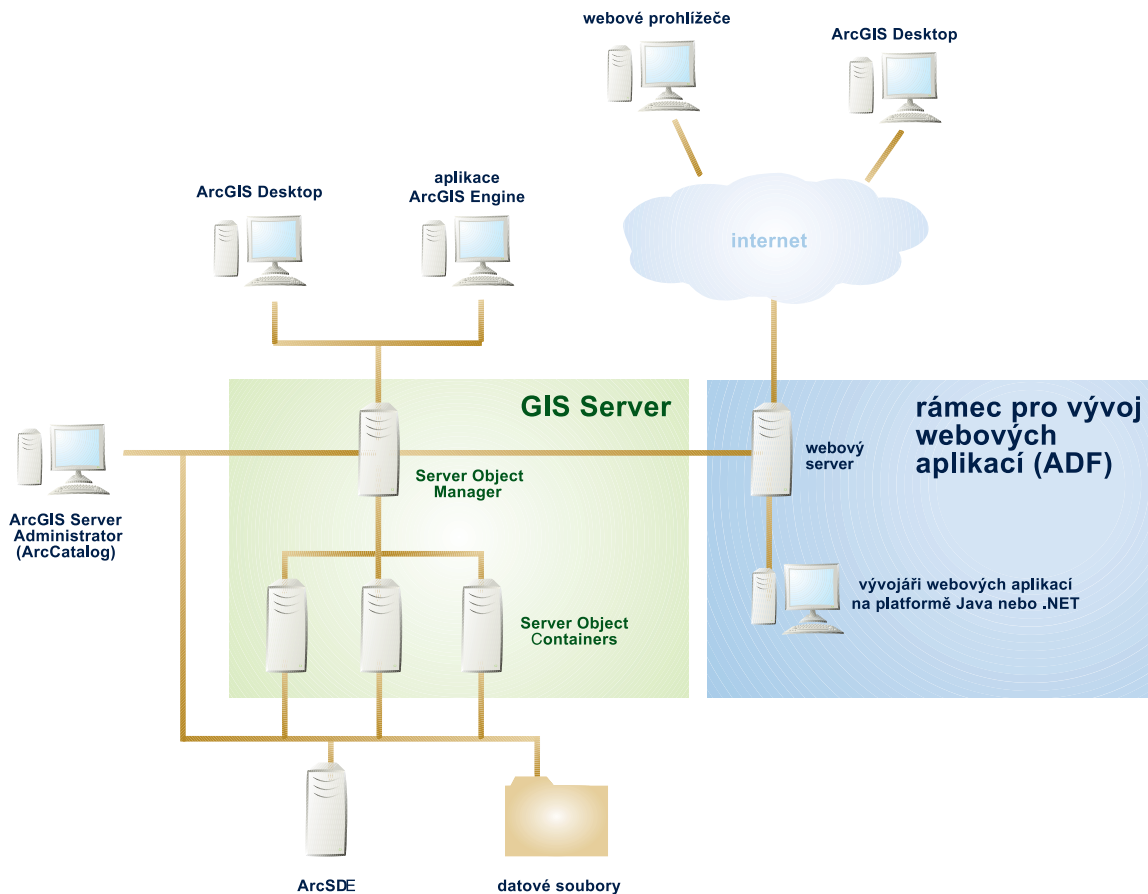 webové prohlížeče
ArcGIS Desktop
ArcGIS Desktop
aplikace
ArcGIS Engine
internet
GIS Server
rámec pro vývoj
webových
aplikací (ADF)
webový
server
Server Object
Manager
ArcGIS Server
Administrator
(ArcCatalog)
vývojáři webových aplikací
na platformě Java nebo .NET
Server Object
Containers
ArcSDE
datové soubory